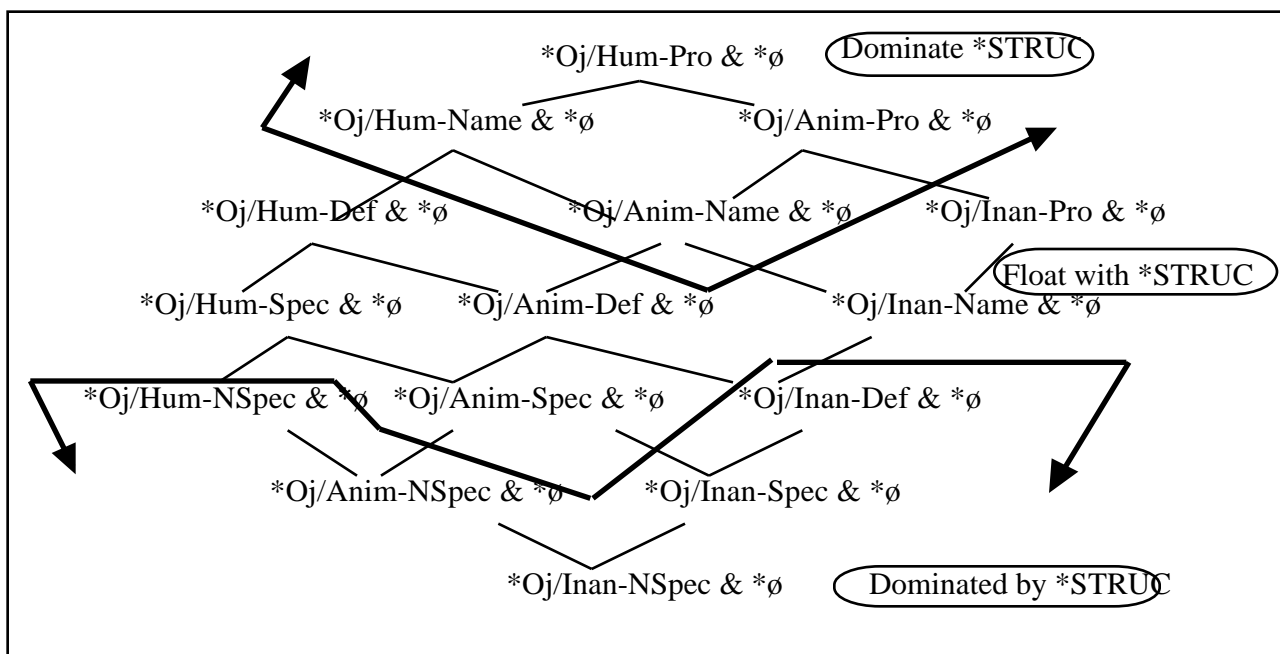 *Oj/Hum-Pro & *ø Dominate *STRUC
*Oj/Hum-Name & *ø *Oj/Anim-Pro & *ø
*Oj/Hum-Def & *ø *Oj/Anim-Name & *ø *Oj/Inan-Pro & *ø
Float with *STRUC
*Oj/Hum-Spec & *ø *Oj/Anim-Def & *ø *Oj/Inan-Name & *ø
*Oj/Hum-NSpec & *ø *Oj/Anim-Spec & *ø *Oj/Inan-Def & *ø
*Oj/Anim-NSpec & *ø *Oj/Inan-Spec & *ø
*Oj/Inan-NSpec & *ø Dominated by *STRUC